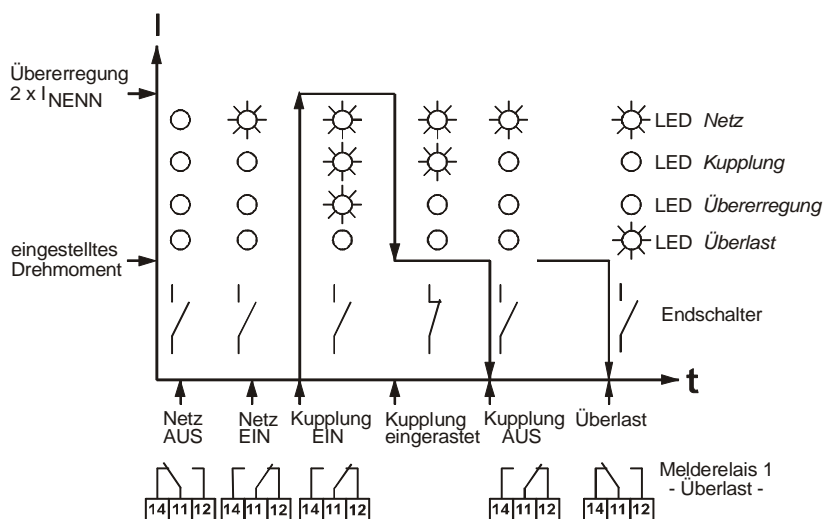 I
Übererregung
2 x I NENN
LED Netz
LED Kupplung
LED Übererregung
LED Überlast
eingestelltes
Drehmoment
Endschalter
t
Netz
AUS
Netz
EIN
Kupplung
EIN
Kupplung
eingerastet
Kupplung
AUS
Überlast
Melderelais 1
- Überlast -
14 11 12
14 11 12
14 11 12
14 11 12
14 11 12